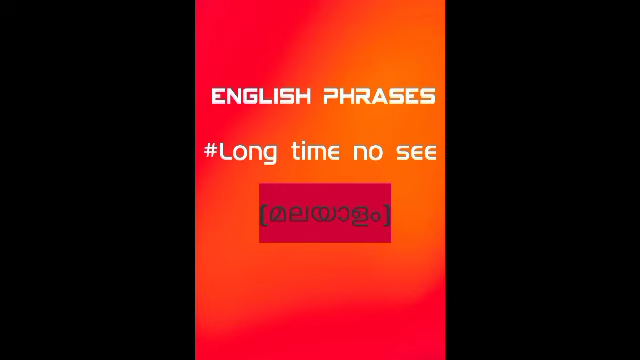 ENGLISH PHRASES
#Long time no see
[മലയാളം]